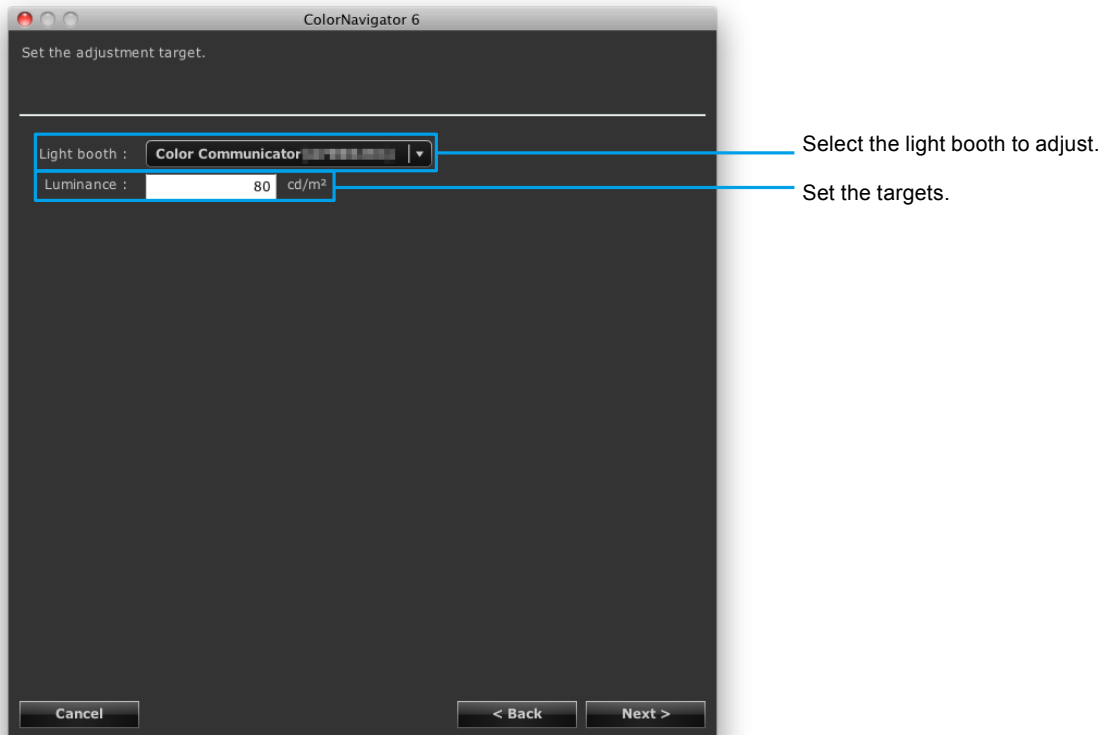 ColorNavigator 6
Set the adjustment target.
Light booth : Color Communicator
Select the light booth to adjust.
Luminance : 80 cd/m²
Set the targets.
Cancel < Back Next >